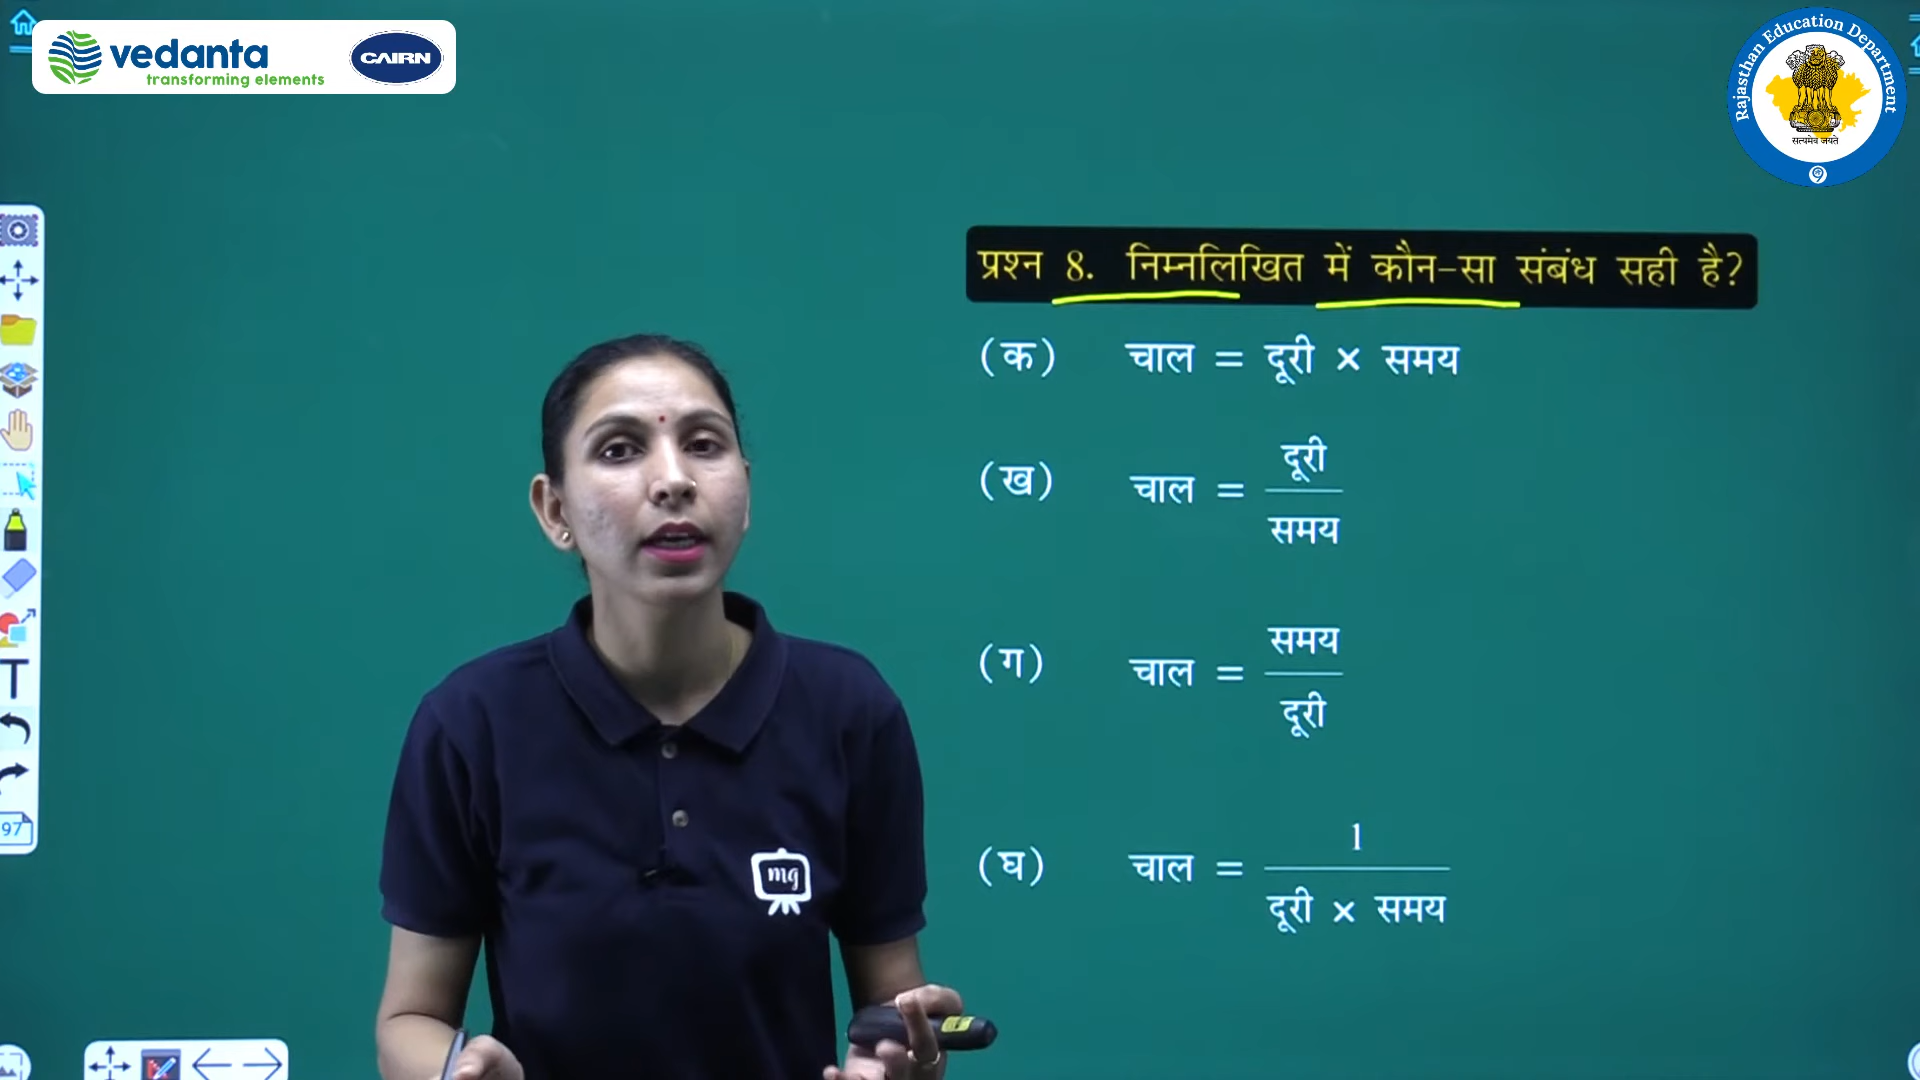 vedanta
transforming elements
CAIRN
Rajasthan Education Department
सत्यमेव जयते
प्रश्न 8. निम्नलिखित में कौन-सा संबंध सही है?
(क) चाल = दूरी × समय
(ख) चाल = दूरी
समय
(ग) चाल = समय
दूरी
(घ) चाल = 1
दूरी × समय
T
97
mg